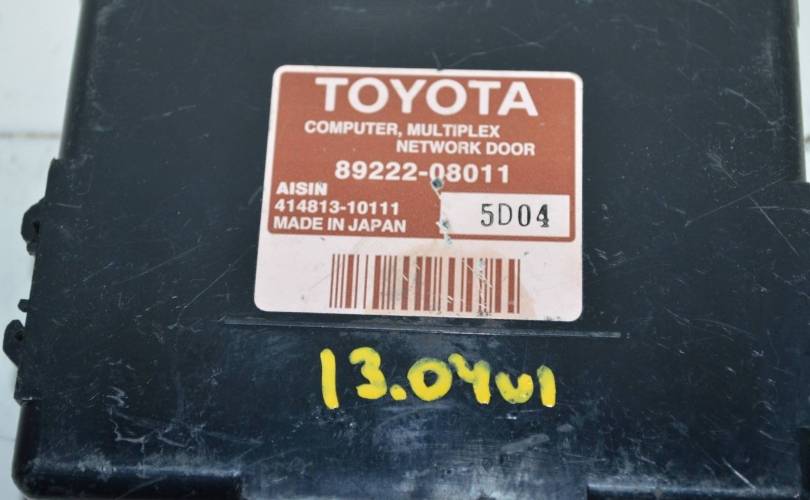 TOYOTA
COMPUTER, MULTIPLEX
NETWORK DOOR
89222-08011
AISIN
414813-10111
MADE IN JAPAN
5D04
13.04u1